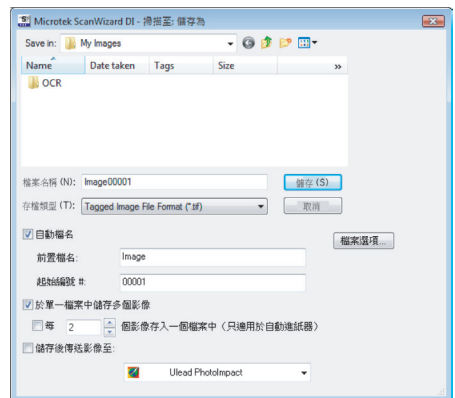 Microtek ScanWizard DI - 掃描至: 儲存為
Save in: My Images
Name Date taken Tags Size »
OCR
檔案名稱 (N): Image00001 儲存 (S)
存檔類型 (T): Tagged Image File Format (*.tif) 取消
自動檔名 檔案選項...
前置檔名: Image
起始編號 #: 00001
於單一檔案中儲存多個影像
每 2 個影像存入一個檔案中（只適用於自動進紙器）
儲存後傳送影像至:
Ulead PhotoImpact